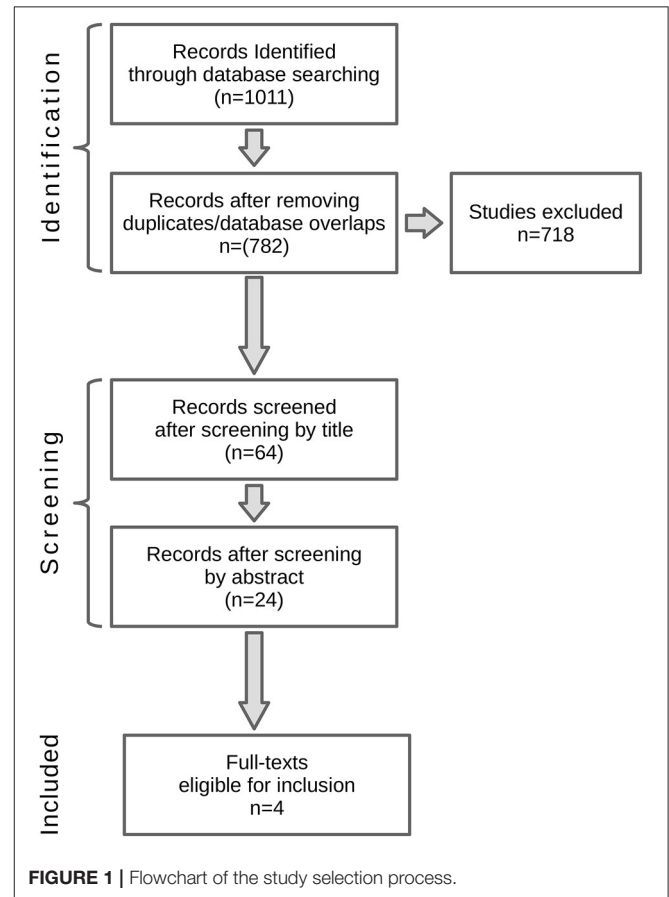 Identification
Records Identified
through database searching
(n=1011)
Records after removing
duplicates/database overlaps
n=(782)
Studies excluded
n=718
Screening
Records screened
after screening by title
(n=64)
Records after screening
by abstract
(n=24)
Included
Full-texts
eligible for inclusion
n=4
FIGURE 1 | Flowchart of the study selection process.